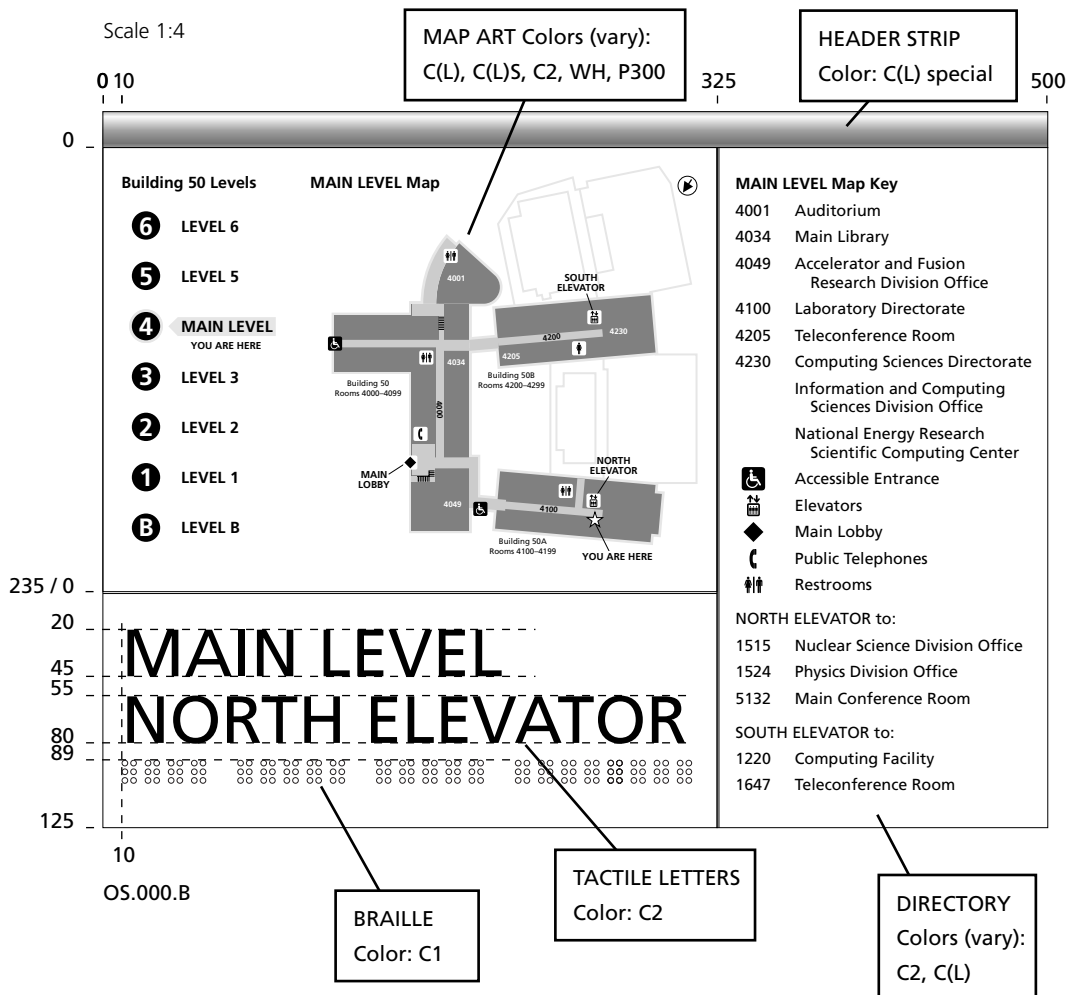 Scale 1:4
MAP ART Colors (vary):
C(L), C(L)S, C2, WH, P300
HEADER STRIP
Color: C(L) special
0 10
325
500
0
Building 50 Levels
6 LEVEL 6
5 LEVEL 5
4 MAIN LEVEL
YOU ARE HERE
3 LEVEL 3
2 LEVEL 2
1 LEVEL 1
B LEVEL B
MAIN LEVEL Map
4001
SOUTH
ELEVATOR
4200
4230
4205
4034
Building 50
Rooms 4000–4099
Building 50B
Rooms 4200–4299
4000
MAIN
LOBBY
NORTH
ELEVATOR
4049
4100
Building 50A
Rooms 4100–4199
YOU ARE HERE
MAIN LEVEL Map Key
4001 Auditorium
4034 Main Library
4049 Accelerator and Fusion
Research Division Office
4100 Laboratory Directorate
4205 Teleconference Room
4230 Computing Sciences Directorate
Information and Computing
Sciences Division Office
National Energy Research
Scientific Computing Center
Accessible Entrance
Elevators
Main Lobby
Public Telephones
Restrooms
NORTH ELEVATOR to:
1515 Nuclear Science Division Office
1524 Physics Division Office
5132 Main Conference Room
SOUTH ELEVATOR to:
1220 Computing Facility
1647 Teleconference Room
235 / 0
20
MAIN LEVEL
45
55
NORTH ELEVATOR
80
89
125
10
OS.000.B
BRAILLE
Color: C1
TACTILE LETTERS
Color: C2
DIRECTORY
Colors (vary):
C2, C(L)